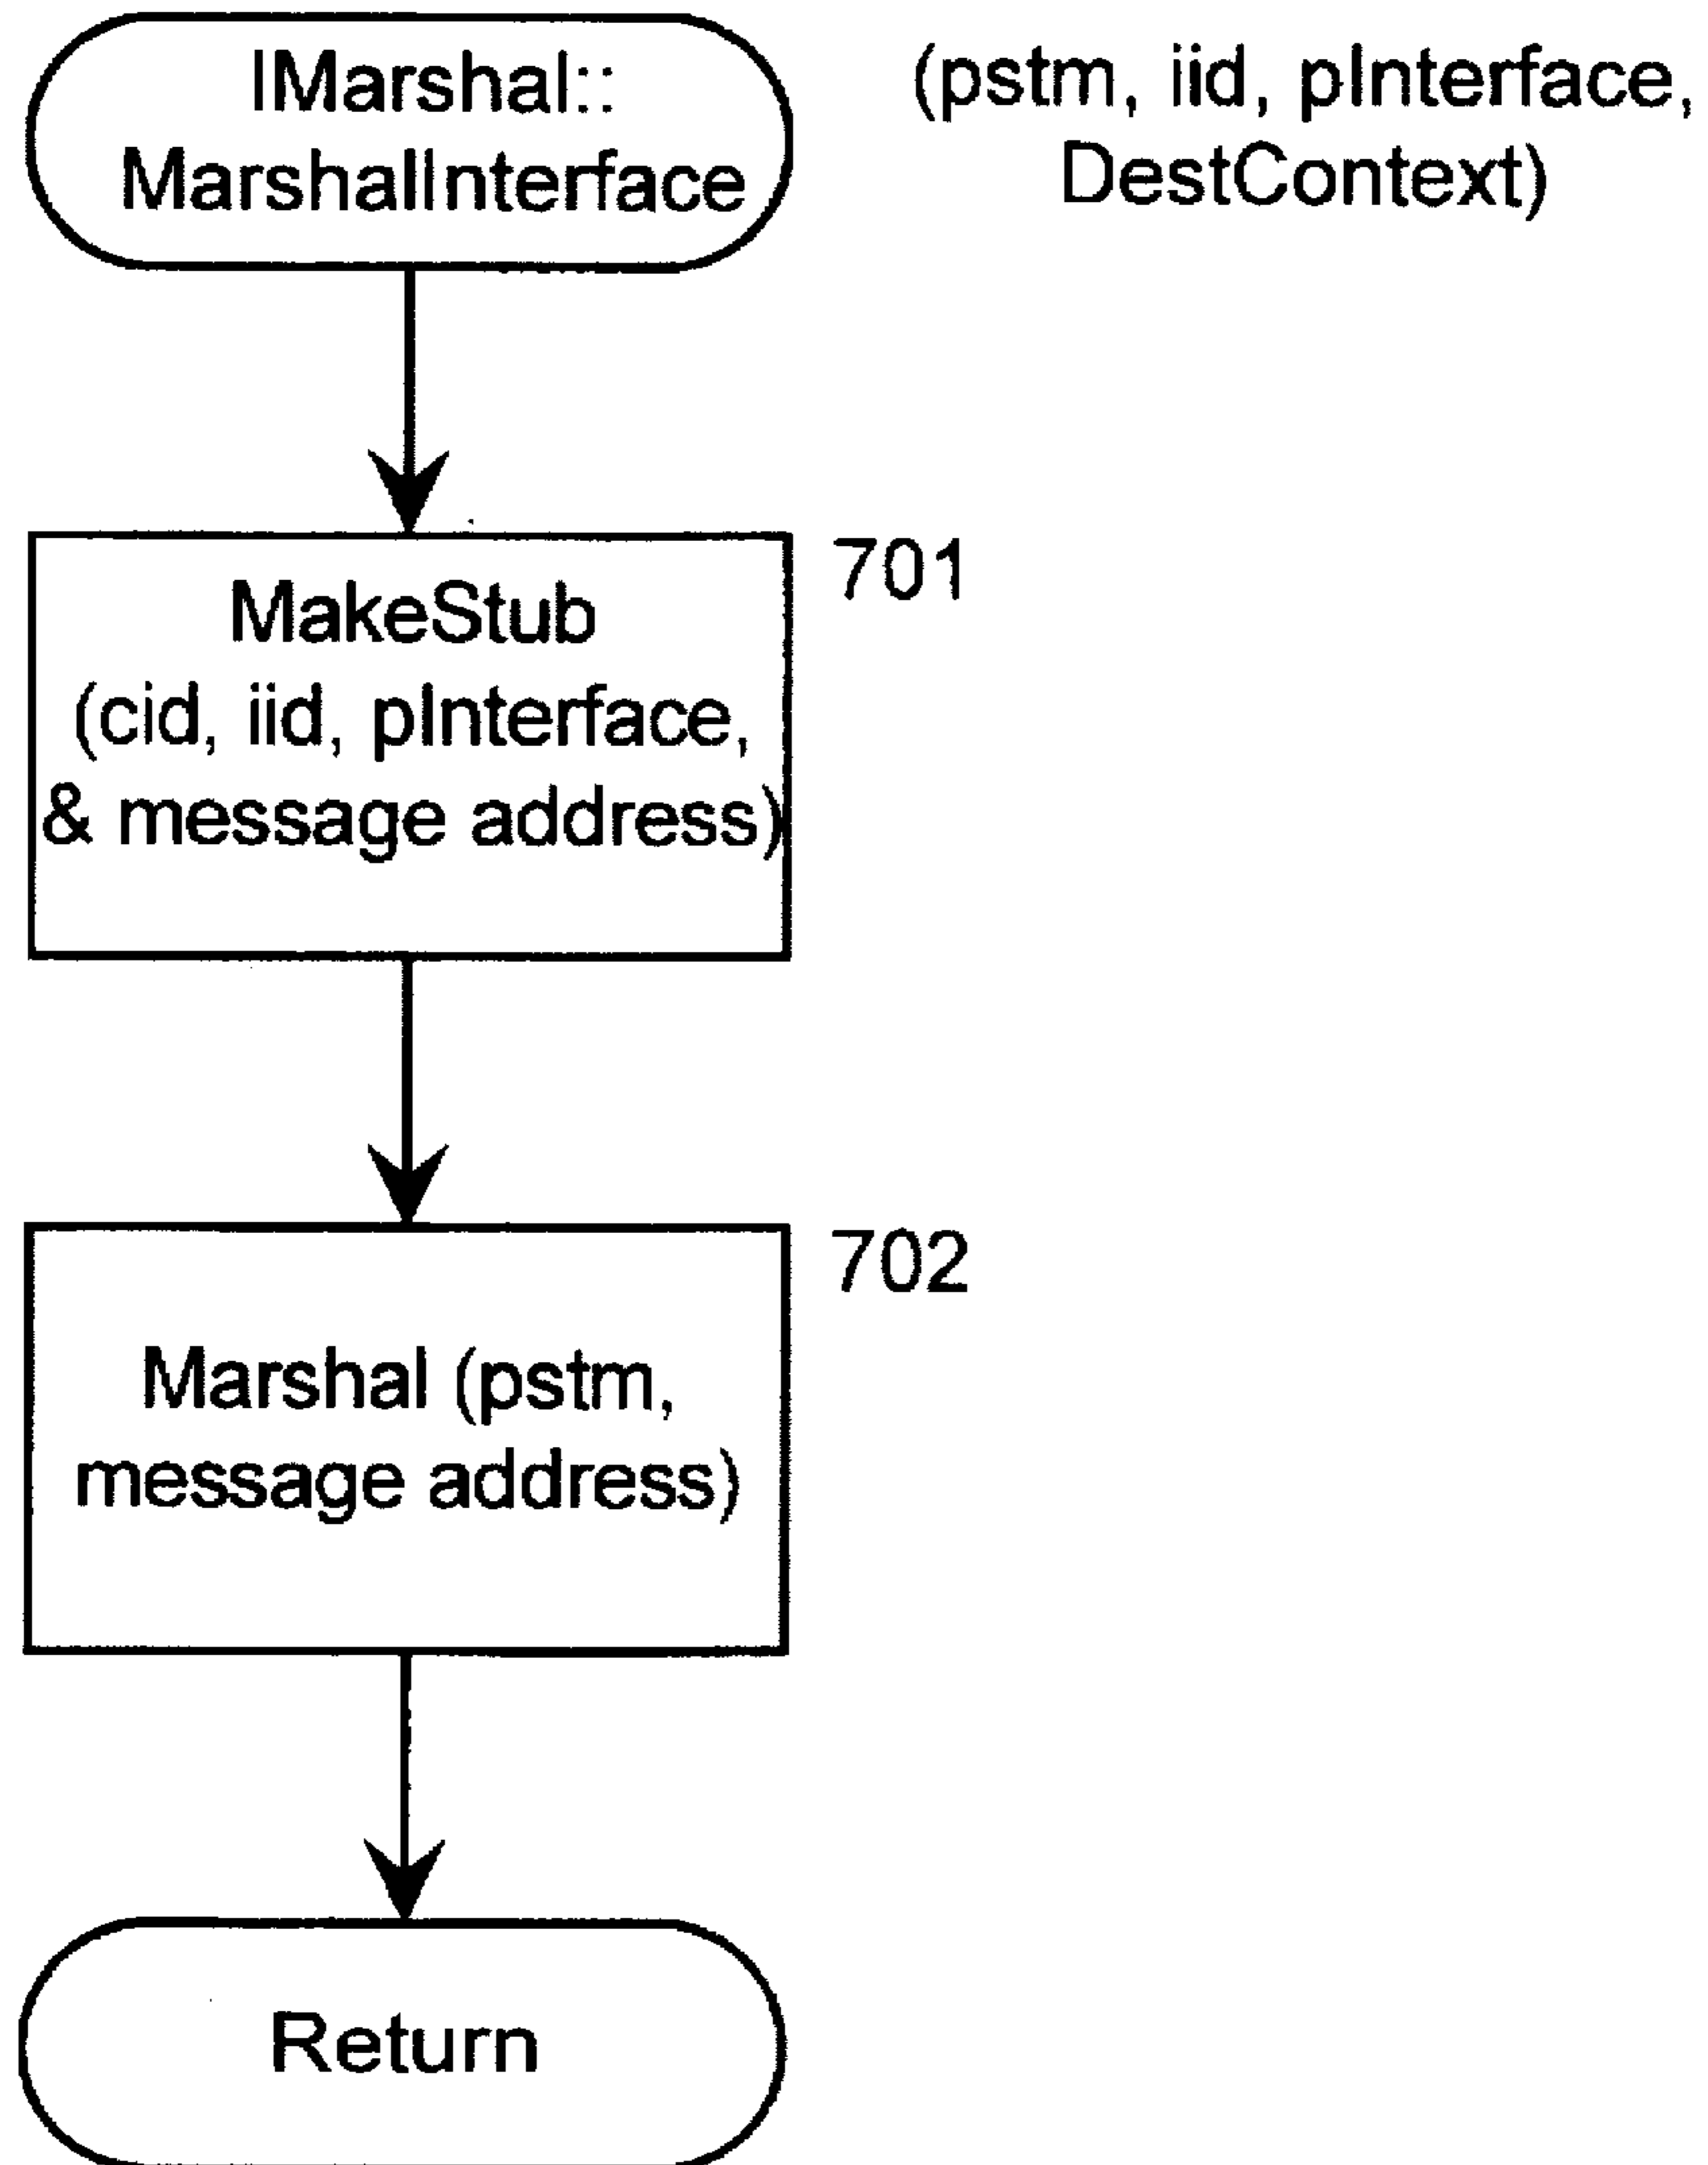 IMarshal::
MarshalInterface
(pstm, iid, pInterface,
DestContext)
MakeStub
(cid, iid, pInterface,
& message address)
701
Marshal (pstm,
message address)
702
Return